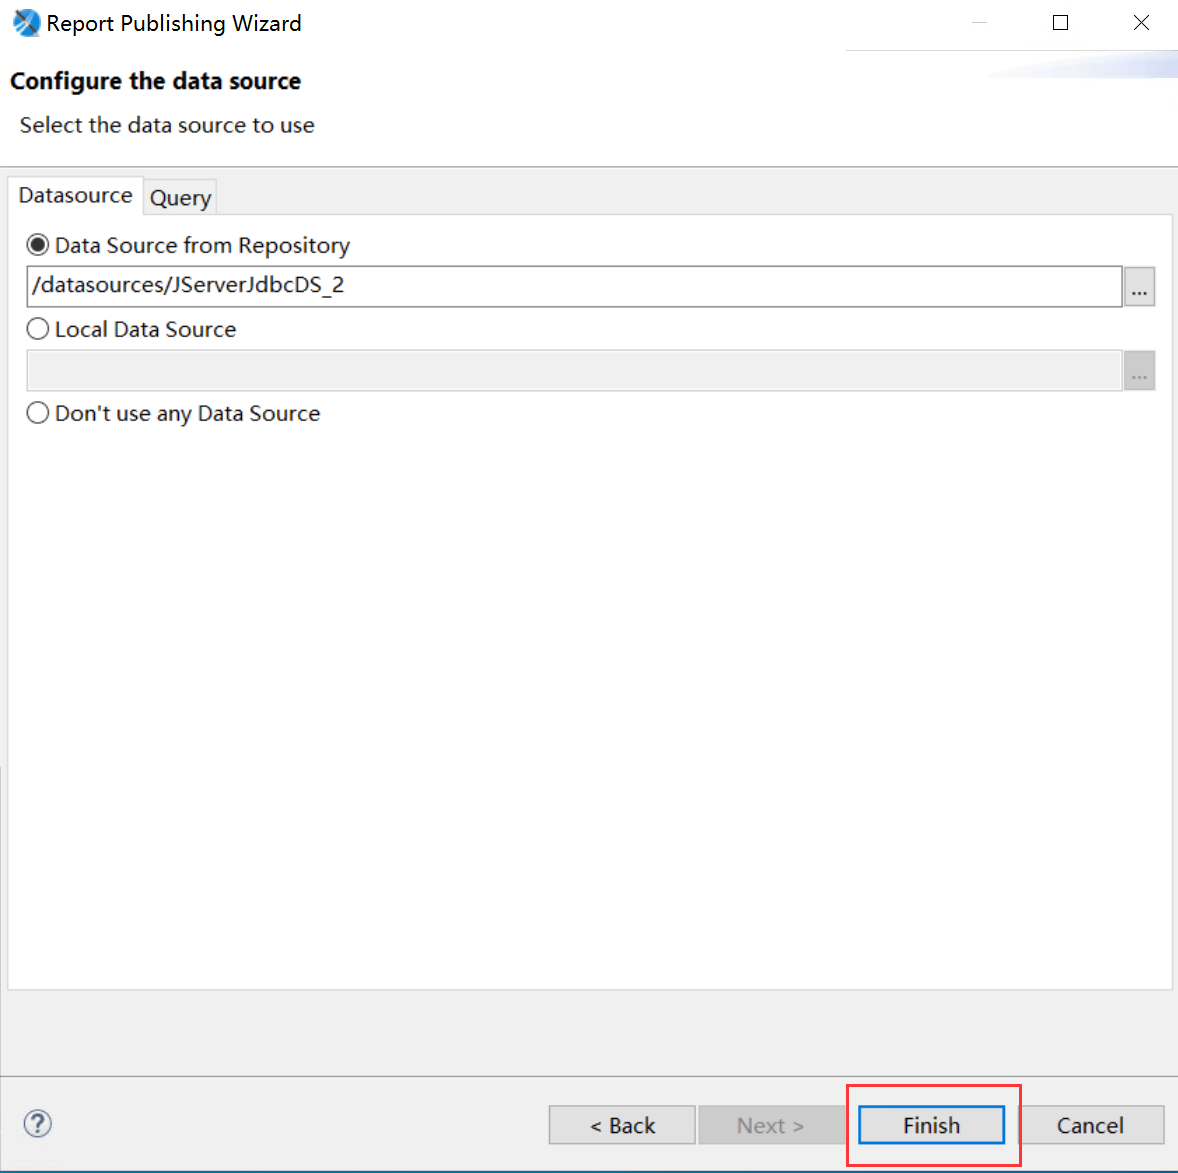 Report Publishing Wizard
Configure the data source
Select the data source to use
Datasource Query
Data Source from Repository
/datasources/JServerJdbcDS_2 ...
Local Data Source
...
Don't use any Data Source
? < Back Next > Finish Cancel